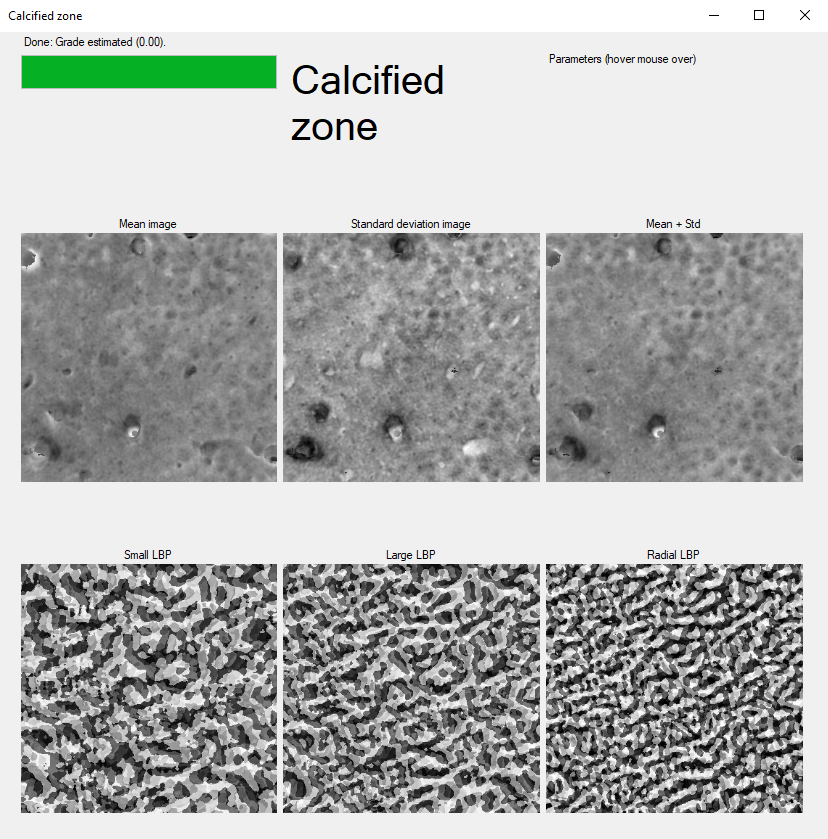 Calcified zone
Done: Grade estimated (0.00).
Calcified
zone
Parameters (hover mouse over)
Mean image
Standard deviation image
Mean + Std
Small LBP
Large LBP
Radial LBP